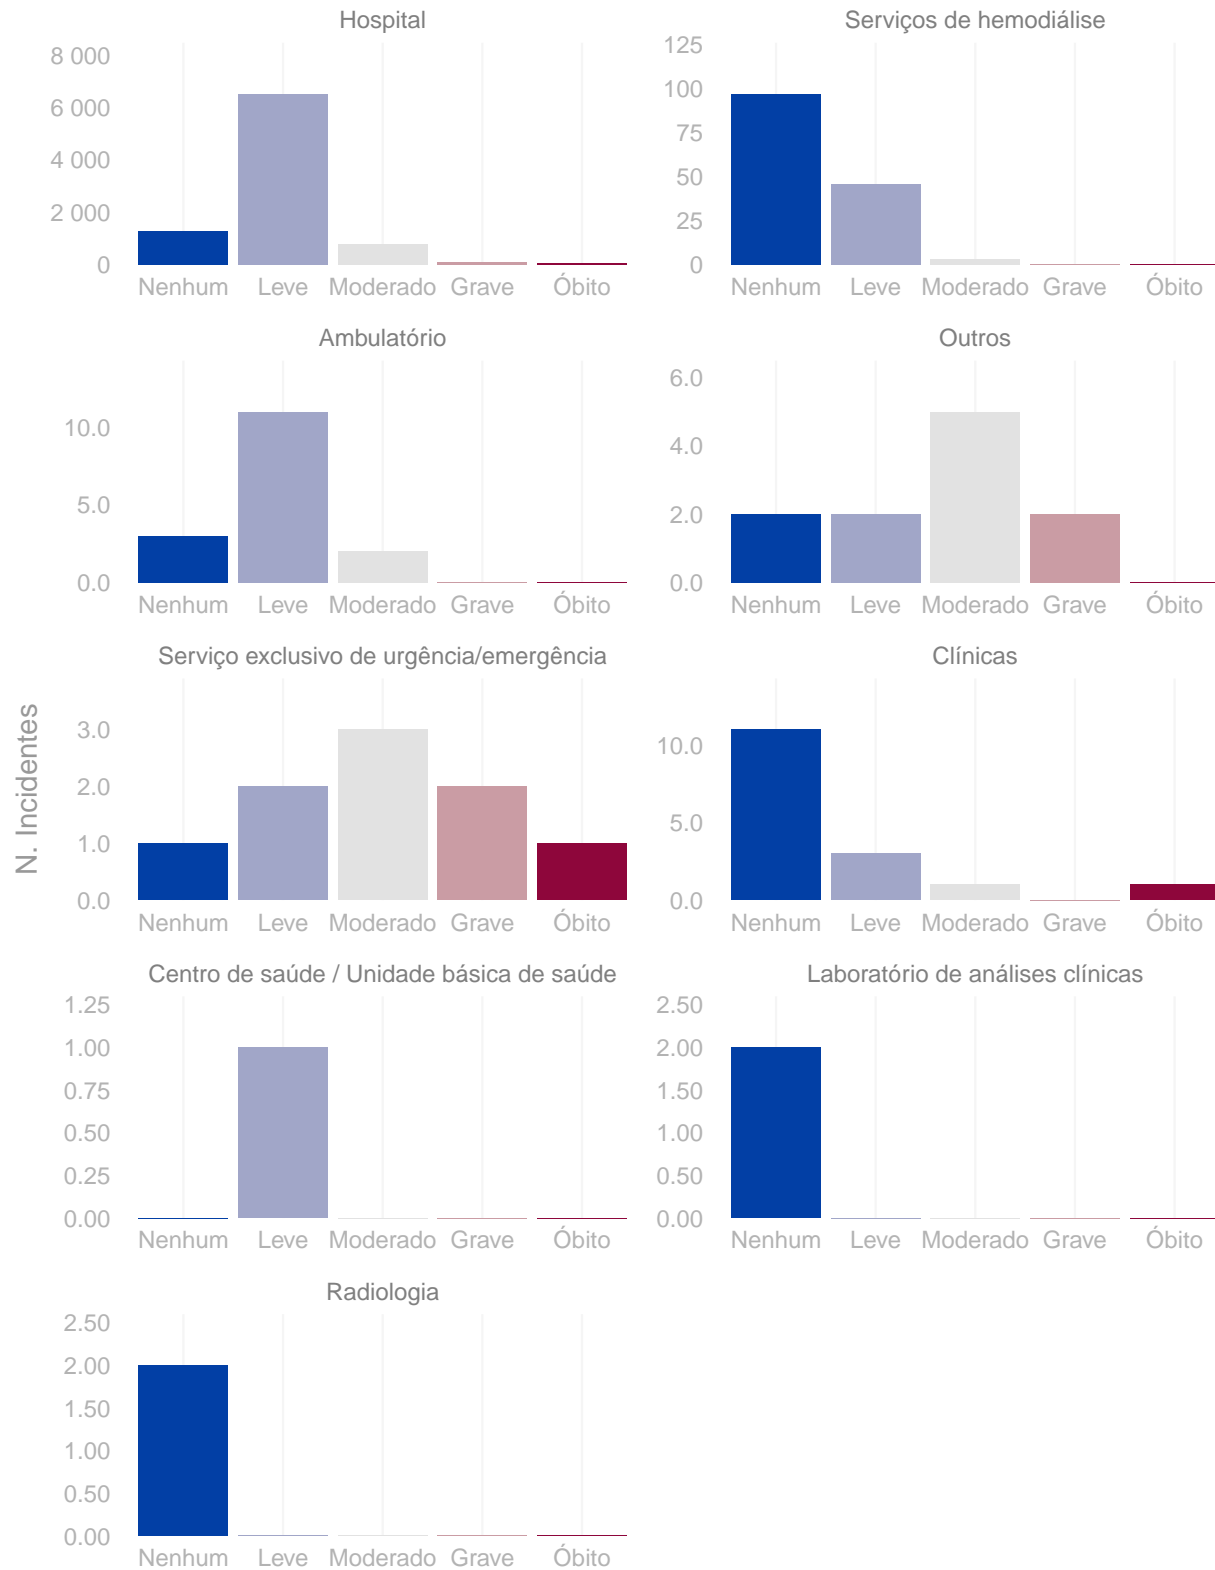 Hospital
8 000
6 000
4 000
2 000
0
Nenhum Leve Moderado Grave Óbito
Serviços de hemodiálise
125
100
75
50
25
0
Nenhum Leve Moderado Grave Óbito
Ambulatório
10.0
5.0
0.0
Nenhum Leve Moderado Grave Óbito
Outros
6.0
4.0
2.0
0.0
Nenhum Leve Moderado Grave Óbito
N. Incidentes
Serviço exclusivo de urgência/emergência
3.0
2.0
1.0
0.0
Nenhum Leve Moderado Grave Óbito
Clínicas
10.0
5.0
0.0
Nenhum Leve Moderado Grave Óbito
Centro de saúde / Unidade básica de saúde
1.25
1.00
0.75
0.50
0.25
0.00
Nenhum Leve Moderado Grave Óbito
Laboratório de análises clínicas
2.50
2.00
1.50
1.00
0.50
0.00
Nenhum Leve Moderado Grave Óbito
Radiologia
2.50
2.00
1.50
1.00
0.50
0.00
Nenhum Leve Moderado Grave Óbito